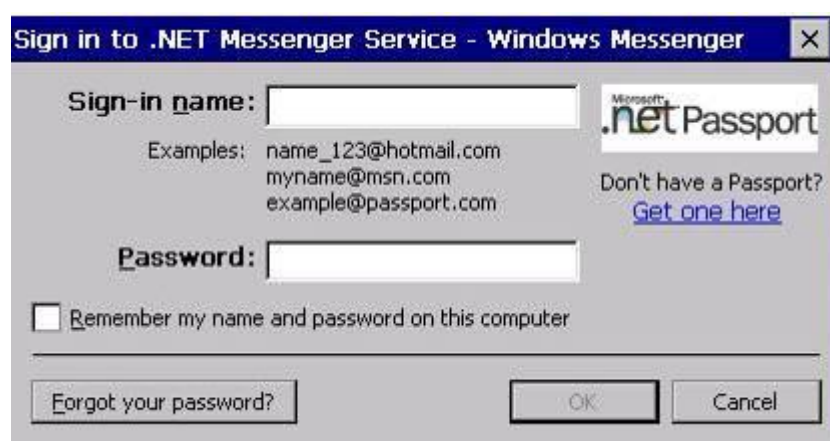 Sign in to .NET Messenger Service - Windows Messenger
Sign-in name:
Microsoft
.net Passport
Examples: name_123@hotmail.com
myname@msn.com
example@passport.com
Don't have a Passport?
Get one here
Password:
Remember my name and password on this computer
Forgot your password?
OK
Cancel